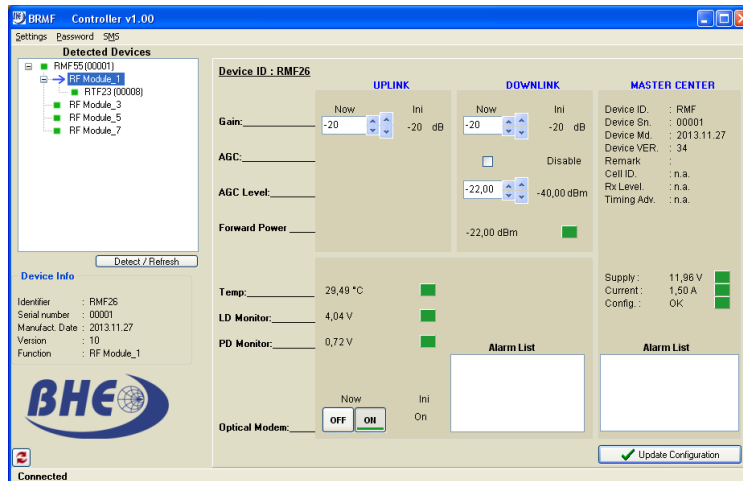 BRMF Controller v1.00
Settings Password SMS
Detected Devices
RMF55 (00001)
RF Module_1
RTF23 (00008)
RF Module_3
RF Module_5
RF Module_7
Detect / Refresh
Device Info
Identifier : RMF26
Serial number : 00001
Manufact. Date : 2013.11.27
Version : 10
Function : RF Module_1
BHE
Connected
Device ID : RMF26
UPLINK DOWNLINK MASTER CENTER
Now Ini Now Ini
Gain: -20 -20 dB -20 -20 dB
AGC: Disable
AGC Level: -22,00 -40,00 dBm
Forward Power -22,00 dBm
Device ID. : RMF
Device Sn. : 00001
Device Md. : 2013.11.27
Device VER. : 34
Remark :
Cell ID. : n.a.
Rx Level. : n.a.
Timing Adv. : n.a.
Temp: 29,49 °C
LD Monitor: 4,04 V
PD Monitor: 0,72 V
Supply : 11,96 V
Current : 1,50 A
Config. : OK
Alarm List Alarm List
Now Ini
Optical Modem: OFF ON On
Update Configuration